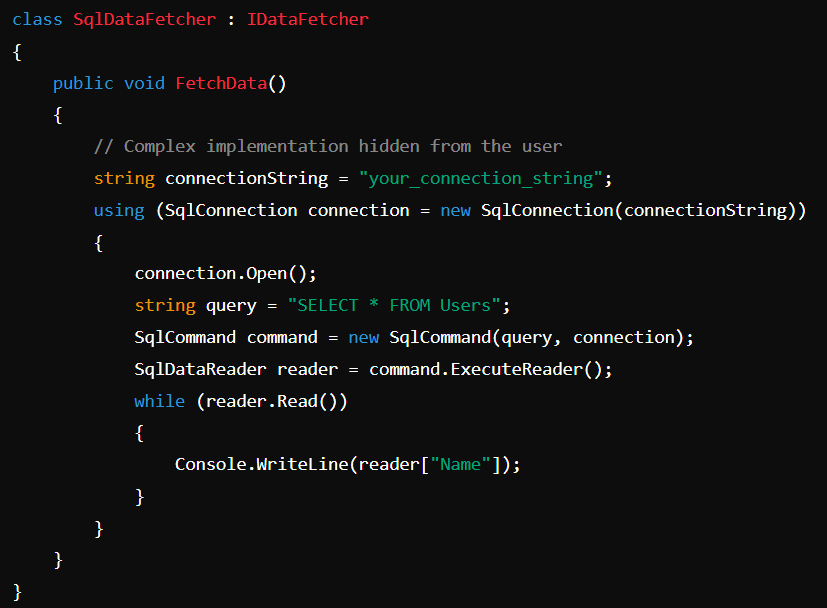 class SqlDataFetcher : IDataFetcher
{
    public void FetchData()
    {
        // Complex implementation hidden from the user
        string connectionString = "your_connection_string";
        using (SqlConnection connection = new SqlConnection(connectionString))
        {
            connection.Open();
            string query = "SELECT * FROM Users";
            SqlCommand command = new SqlCommand(query, connection);
            SqlDataReader reader = command.ExecuteReader();
            while (reader.Read())
            {
                Console.WriteLine(reader["Name"]);
            }
        }
    }
}